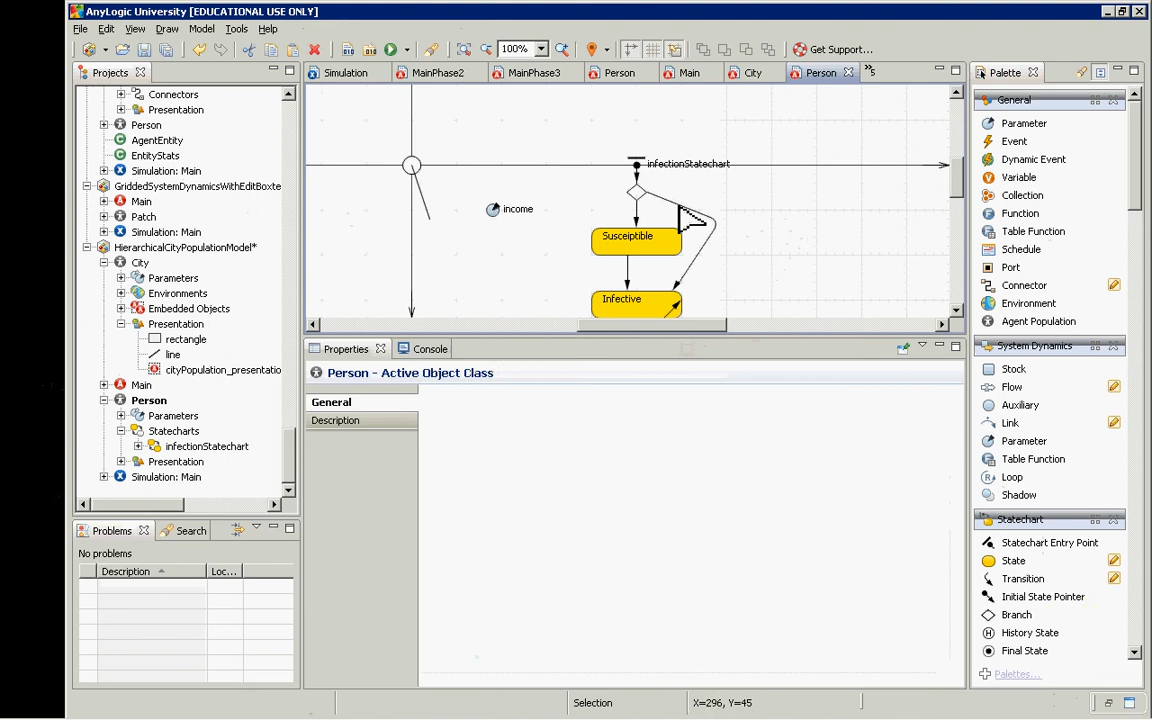 AnyLogic University [EDUCATIONAL USE ONLY]
File Edit View Draw Model Tools Help
100% Get Support...
Projects
Connectors
Presentation
Person
AgentEntity
EntityStats
Simulation: Main
GriddedSystemDynamicsWithEditBoxte
Main
Patch
Simulation: Main
HierarchicalCityPopulationModel*
City
Parameters
Environments
Embedded Objects
Presentation
rectangle
line
cityPopulation_presentatio
Main
Person
Parameters
Statecharts
infectionStatechart
Presentation
Simulation: Main
Problems Search
No problems
Description Loc...
Simulation MainPhase2 MainPhase3 Person Main City Person »5
infectionStatechart
income
Susceiptible
Infective
Properties Console
Person - Active Object Class
General
Description
Selection X=296, Y=45
Palette
General
Parameter
Event
Dynamic Event
Variable
Collection
Function
Table Function
Schedule
Port
Connector
Environment
Agent Population
System Dynamics
Stock
Flow
Auxiliary
Link
Parameter
Table Function
Loop
Shadow
Statechart
Statechart Entry Point
State
Transition
Initial State Pointer
Branch
History State
Final State
Palettes...